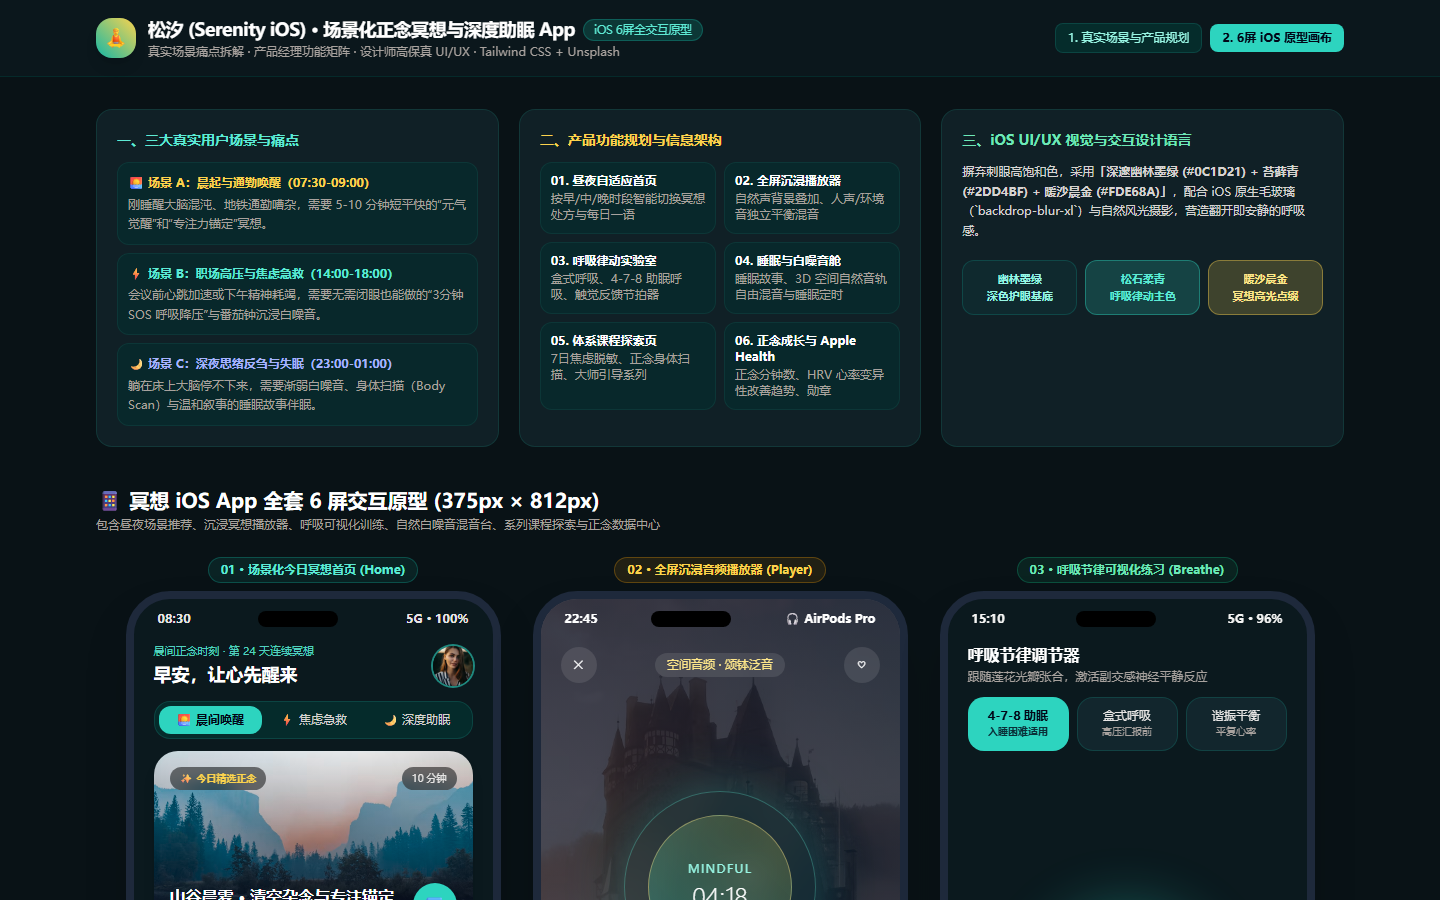 松汐 (Serenity iOS) • 场景化正念冥想与深度助眠 App
iOS 6屏全交互原型
真实场景痛点拆解 · 产品经理功能矩阵 · 设计师高保真 UI/UX · Tailwind CSS + Unsplash
1. 真实场景与产品规划
2. 6屏 iOS 原型画布
一、三大真实用户场景与痛点
场景 A：晨起与通勤唤醒（07:30-09:00）
刚睡醒大脑混沌、地铁通勤嘈杂，需要 5-10 分钟短平快的“元气
觉醒”和“专注力锚定”冥想。
场景 B：职场高压与焦虑急救（14:00-18:00）
会议前心跳加速或下午精神耗竭，需要无需闭眼也能做的“3分钟
SOS 呼吸降压”与番茄钟沉浸白噪音。
场景 C：深夜思绪反刍与失眠（23:00-01:00）
躺在床上大脑停不下来，需要渐弱白噪音、身体扫描（Body
Scan）与温和叙事的睡眠故事伴眠。
二、产品功能规划与信息架构
01. 昼夜自适应首页
按早/中/晚时段智能切换冥想
处方与每日一语
02. 全屏沉浸播放器
自然声背景叠加、人声/环境
音独立平衡混音
03. 呼吸律动实验室
盒式呼吸、4-7-8 助眠呼
吸、触觉反馈节拍器
04. 睡眠与白噪音舱
睡眠故事、3D 空间自然音轨
自由混音与睡眠定时
05. 体系课程探索页
7日焦虑脱敏、正念身体扫
描、大师引导系列
06. 正念成长与 Apple
Health
正念分钟数、HRV 心率变异
性改善趋势、勋章
三、iOS UI/UX 视觉与交互设计语言
摒弃刺眼高饱和色，采用「深邃幽林墨绿 (#0C1D21) + 苔藓青
(#2DD4BF) + 暖沙晨金 (#FDE68A)」，配合 iOS 原生毛玻璃
（`backdrop-blur-xl`）与自然风光摄影，营造翻开即安静的呼吸
感。
幽林墨绿
深色护眼基底
松石柔青
呼吸律动主色
暖沙晨金
冥想高光点缀
冥想 iOS App 全套 6 屏交互原型 (375px × 812px)
包含昼夜场景推荐、沉浸冥想播放器、呼吸可视化训练、自然白噪音混音台、系列课程探索与正念数据中心
01 • 场景化今日冥想首页 (Home)
08:30
5G • 100%
晨间正念时刻 · 第 24 天连续冥想
早安，让心先醒来
晨间唤醒
焦虑急救
深度助眠
今日精选正念
10 分钟
山谷晨雾 • 清空杂念与专注锚定
02 • 全屏沉浸音频播放器 (Player)
22:45
AirPods Pro
空间音频 · 颂钵泛音
MINDFUL
04:18
03 • 呼吸节律可视化练习 (Breathe)
15:10
5G • 96%
呼吸节律调节器
跟随莲花光瓣张合，激活副交感神经平静反应
4-7-8 助眠
入睡困难适用
盒式呼吸
高压汇报前
谐振平衡
平复心率